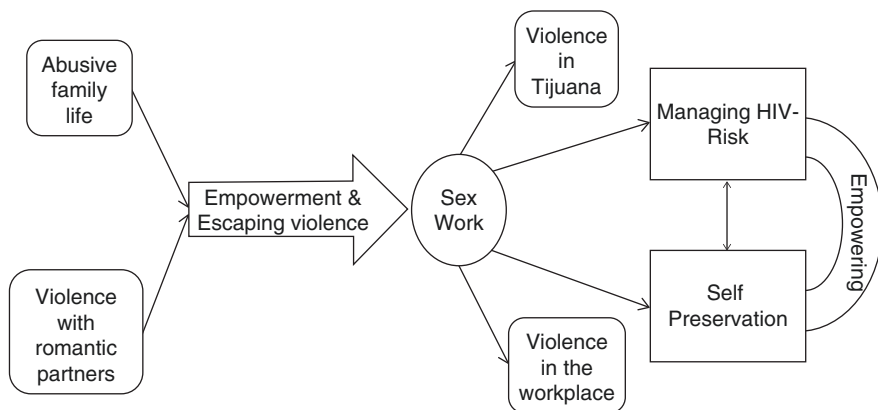 Abusive
family
life
Violence
with
romantic
partners
Empowerment &
Escaping violence
Sex
Work
Violence
in
Tijuana
Violence
in the
workplace
Managing HIV-
Risk
Self
Preservation
Empowering